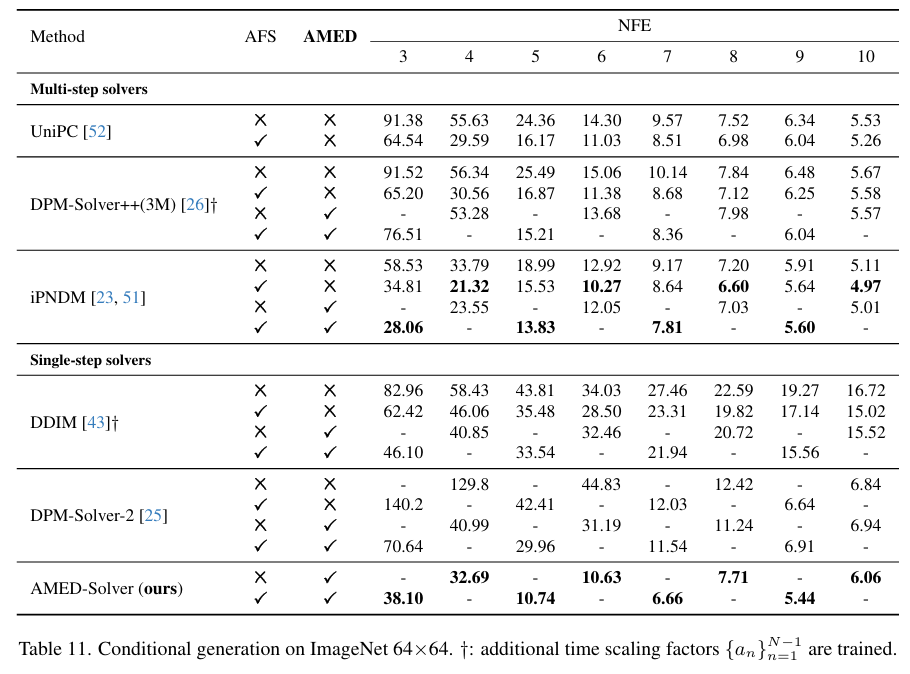 Method AFS AMED NFE
3 4 5 6 7 8 9 10
Multi-step solvers
UniPC [52]
✗ ✗ 91.38 55.63 24.36 14.30 9.57 7.52 6.34 5.53
✓ ✗ 64.54 29.59 16.17 11.03 8.51 6.98 6.04 5.26
DPM-Solver++(3M) [26]†
✗ ✗ 91.52 56.34 25.49 15.06 10.14 7.84 6.48 5.67
✓ ✗ 65.20 30.56 16.87 11.38 8.68 7.12 6.25 5.58
✗ ✓ - 53.28 - 13.68 - 7.98 - 5.57
✓ ✓ 76.51 - 15.21 - 8.36 - 6.04 -
iPNDM [23, 51]
✗ ✗ 58.53 33.79 18.99 12.92 9.17 7.20 5.91 5.11
✓ ✗ 34.81 21.32 15.53 10.27 8.64 6.60 5.64 4.97
✗ ✓ - 23.55 - 12.05 - 7.03 - 5.01
✓ ✓ 28.06 - 13.83 - 7.81 - 5.60 -
Single-step solvers
DDIM [43]†
✗ ✗ 82.96 58.43 43.81 34.03 27.46 22.59 19.27 16.72
✓ ✗ 62.42 46.06 35.48 28.50 23.31 19.82 17.14 15.02
✗ ✓ - 40.85 - 32.46 - 20.72 - 15.52
✓ ✓ 46.10 - 33.54 - 21.94 - 15.56 -
DPM-Solver-2 [25]
✗ ✗ - 129.8 - 44.83 - 12.42 - 6.84
✓ ✗ 140.2 - 42.41 - 12.03 - 6.64 -
✗ ✓ - 40.99 - 31.19 - 11.24 - 6.94
✓ ✓ 70.64 - 29.96 - 11.54 - 6.91 -
AMED-Solver (ours)
✗ ✓ - 32.69 - 10.63 - 7.71 - 6.06
✓ ✓ 38.10 - 10.74 - 6.66 - 5.44 -
Table 11. Conditional generation on ImageNet 64×64. †: additional time scaling factors {a_n}_{n=1}^{N−1} are trained.